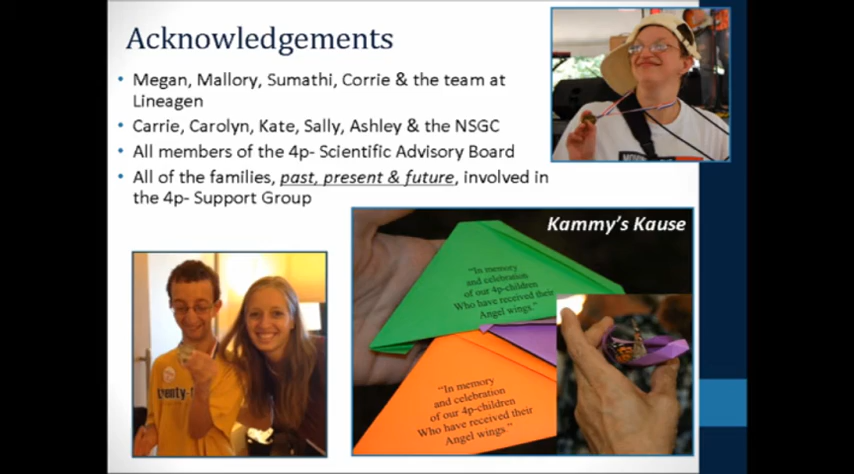 Acknowledgements
• Megan, Mallory, Sumathi, Corrie & the team at
Lineagen
• Carrie, Carolyn, Kate, Sally, Ashley & the NSGC
• All members of the 4p- Scientific Advisory Board
• All of the families, past, present & future, involved in
the 4p- Support Group
Kammy's Kause
"In memory
and celebration
of our 4p-children
Who have received their
Angel wings."
"In memory
and celebration
of our 4p-children
Who have received their
Angel wings."